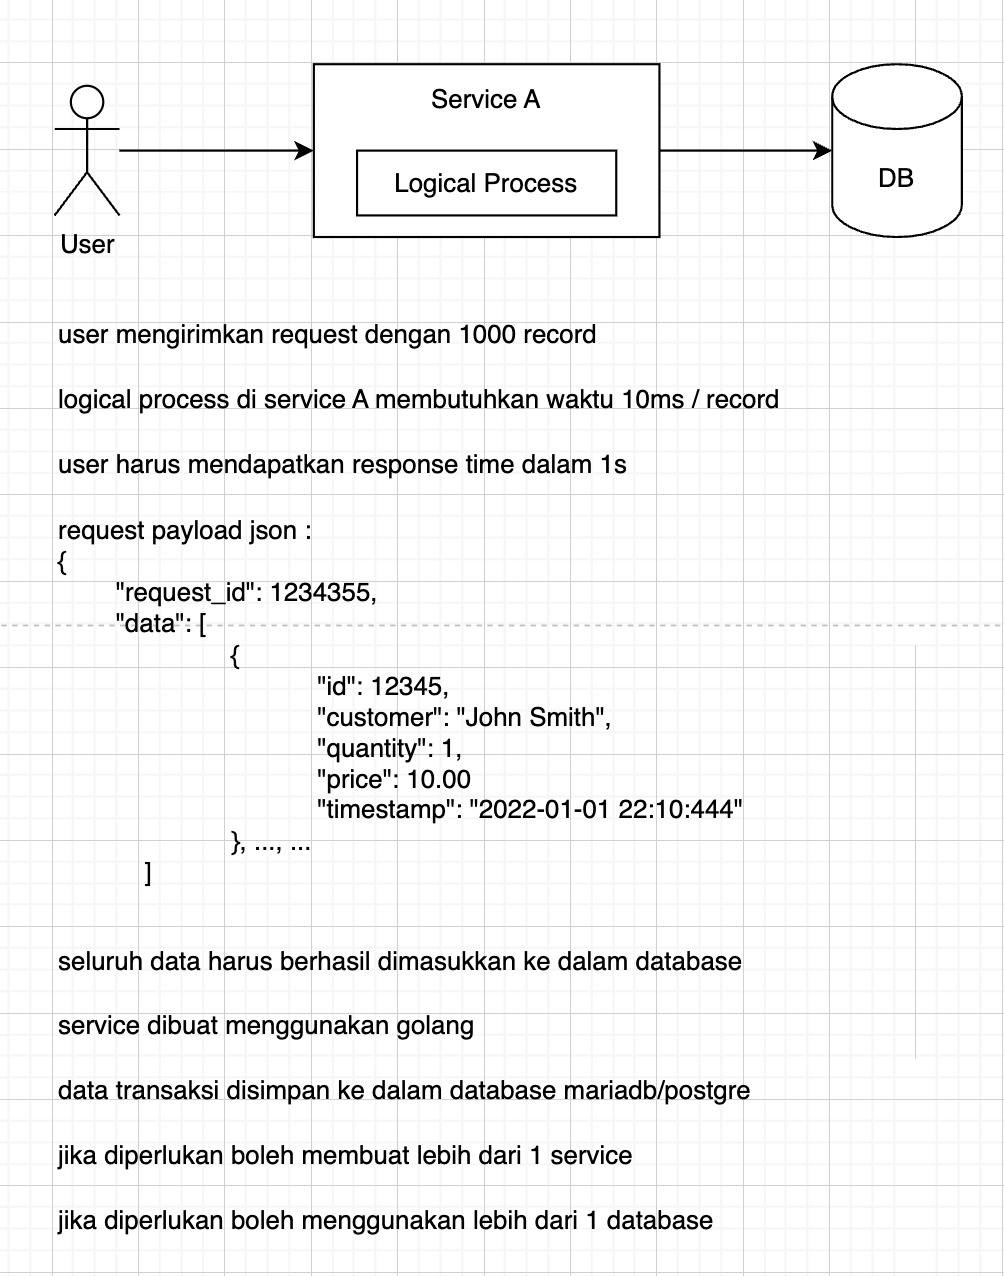 Service A
Logical Process
DB
User
user mengirimkan request dengan 1000 record
logical process di service A membutuhkan waktu 10ms / record
user harus mendapatkan response time dalam 1s
request payload json :
{
"request_id": 1234355,
"data": [
{
"id": 12345,
"customer": "John Smith",
"quantity": 1,
"price": 10.00
"timestamp": "2022-01-01 22:10:444"
}, ..., ...
]
seluruh data harus berhasil dimasukkan ke dalam database
service dibuat menggunakan golang
data transaksi disimpan ke dalam database mariadb/postgre
jika diperlukan boleh membuat lebih dari 1 service
jika diperlukan boleh menggunakan lebih dari 1 database